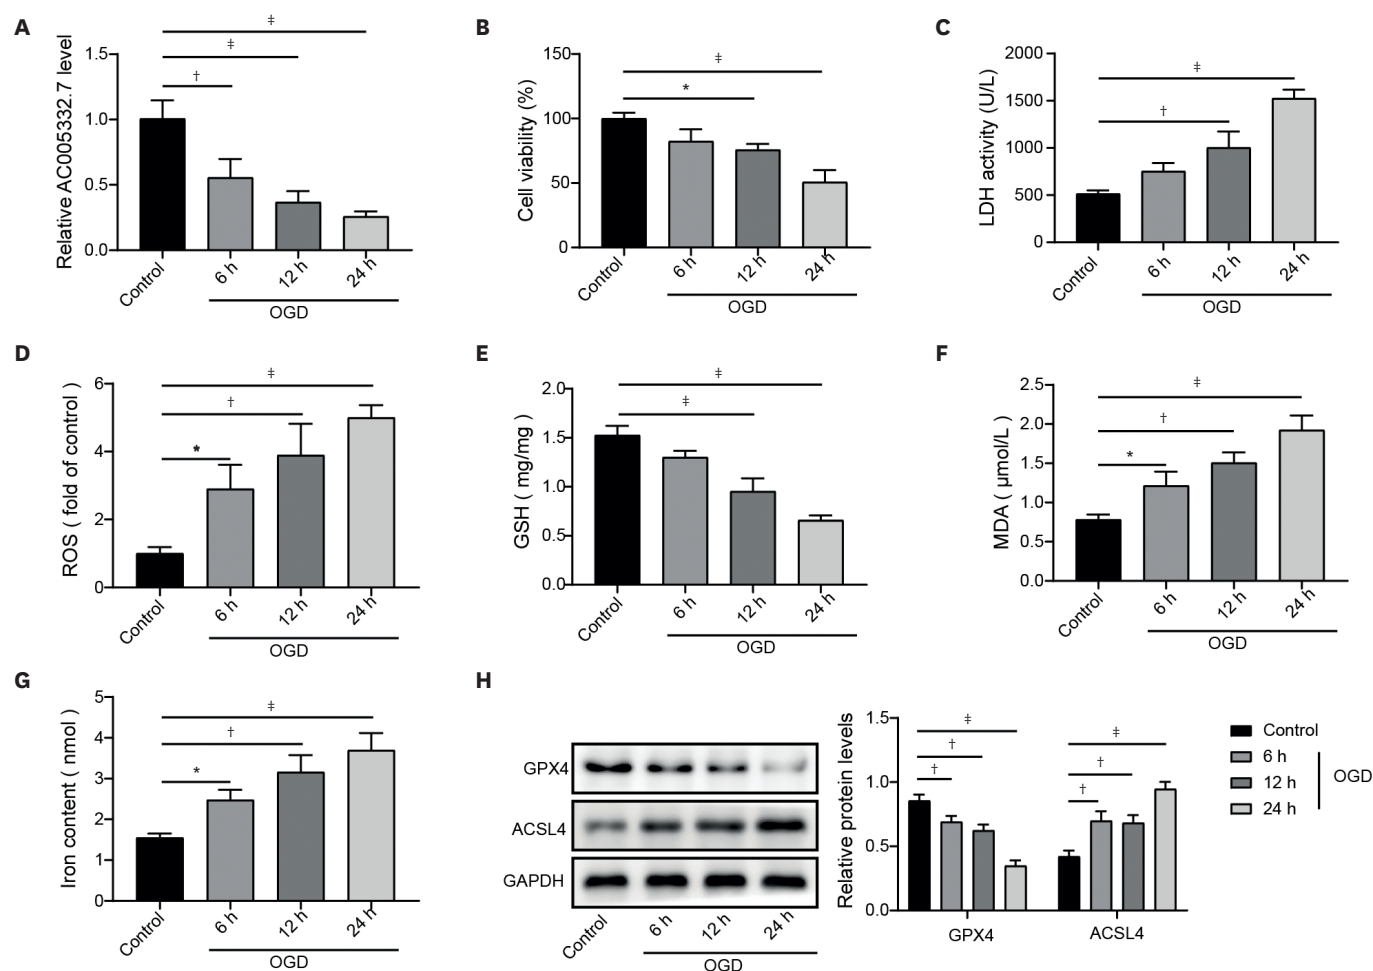 A
Relative AC005332.7 level
1.5
1.0
0.5
0.0
‡
‡
†
Control
6 h
12 h
24 h
OGD
B
Cell viability (%)
150
100
50
0
‡
*
Control
6 h
12 h
24 h
OGD
C
LDH activity (U/L)
2000
1500
1000
500
0
‡
†
Control
6 h
12 h
24 h
OGD
D
ROS ( fold of control )
6
4
2
0
‡
†
*
Control
6 h
12 h
24 h
OGD
E
GSH ( mg/mg )
2.0
1.5
1.0
0.5
0.0
‡
‡
Control
6 h
12 h
24 h
OGD
F
MDA ( μmol/L )
2.5
2.0
1.5
1.0
0.5
0.0
‡
†
*
Control
6 h
12 h
24 h
OGD
G
Iron content ( nmol )
5
4
3
2
1
0
‡
†
*
Control
6 h
12 h
24 h
OGD
H
GPX4
ACSL4
GAPDH
Control
6 h
12 h
24 h
OGD
Relative protein levels
1.5
1.0
0.5
0.0
‡
†
†
‡
†
†
GPX4
ACSL4
Control
6 h
12 h
24 h
OGD